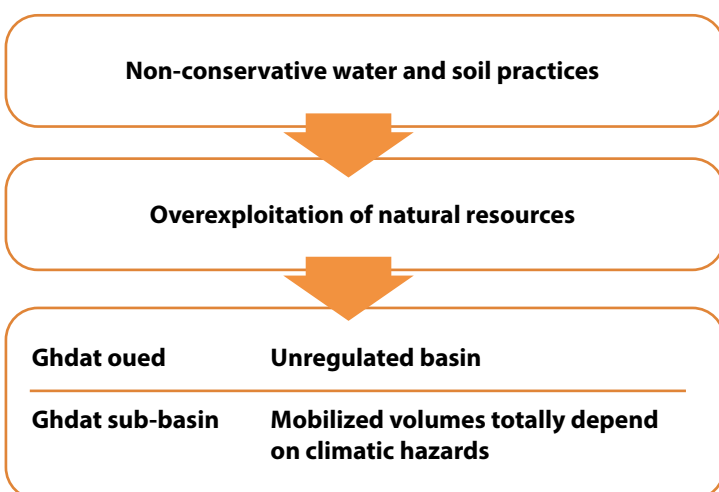 Non-conservative water and soil practices
Overexploitation of natural resources
Ghdat oued Unregulated basin
Ghdat sub-basin Mobilized volumes totally depend
on climatic hazards